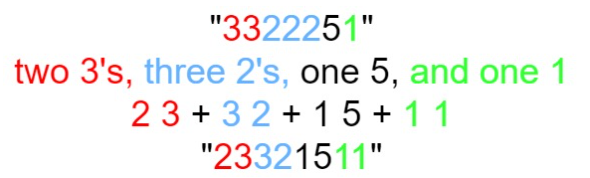 "3322251"
two 3's, three 2's, one 5, and one 1
2 3 + 3 2 + 1 5 + 1 1
"23321511"